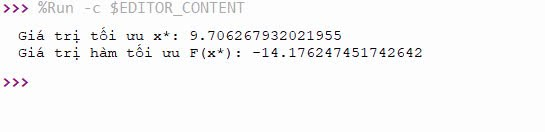 >>> %Run -c $EDITOR_CONTENT
Giá trị tối ưu x*: 9.706267932021955
Giá trị hàm tối ưu F(x*): -14.176247451742642
>>>